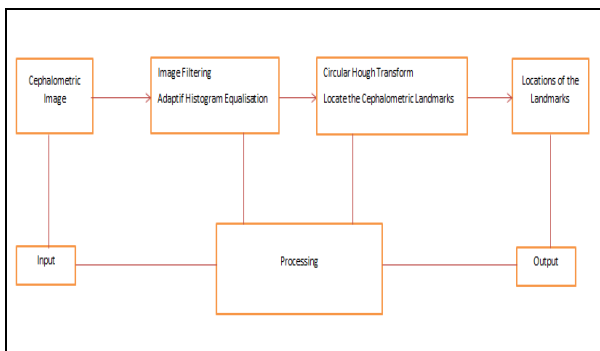 Cephalometric
Image
Image Filtering
Adaptif Histogram Equalisation
Circular Hough Transform
Locate the Cephalometric Landmarks
Locations of the
Landmarks
Input
Processing
Output